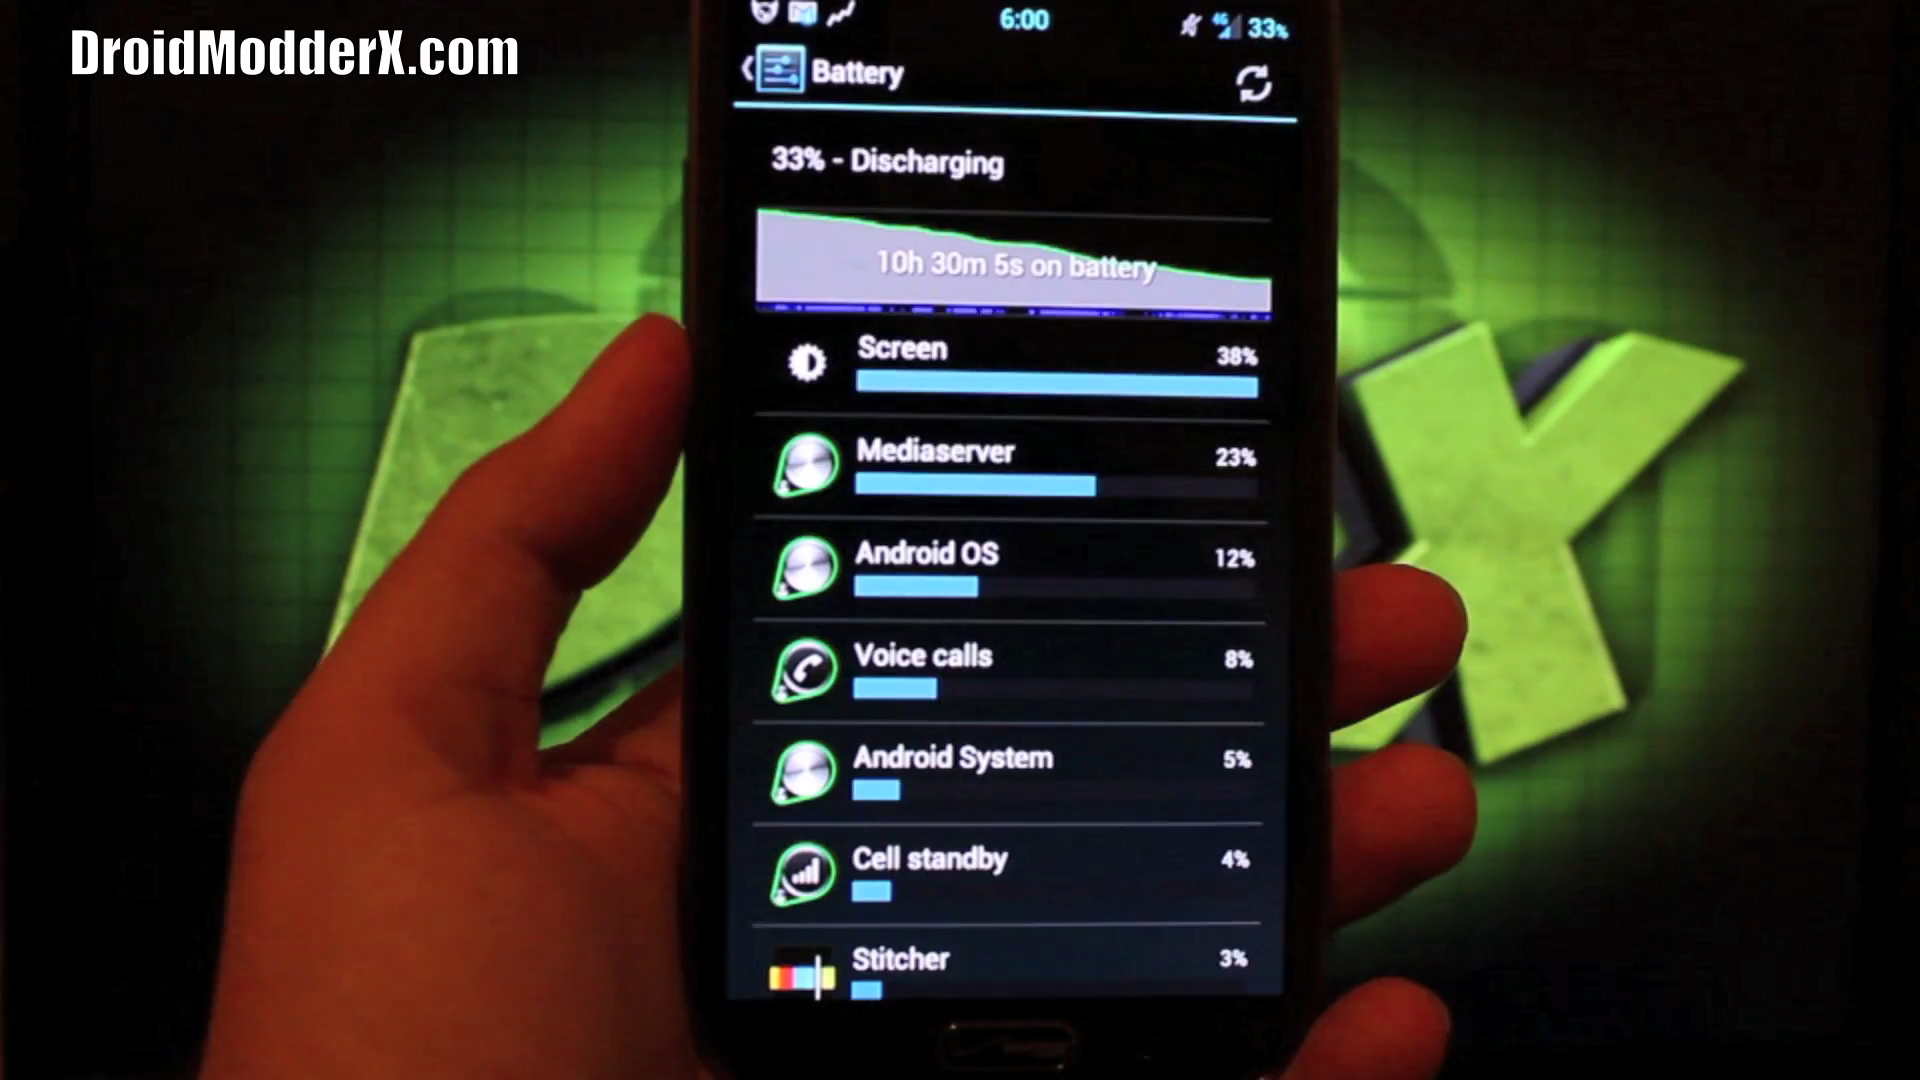 DroidModderX.com
6:00
4G
33%
Battery
33% - Discharging
10h 30m 5s on battery
Screen
38%
Mediaserver
23%
Android OS
12%
Voice calls
8%
Android System
5%
Cell standby
4%
Stitcher
3%
X